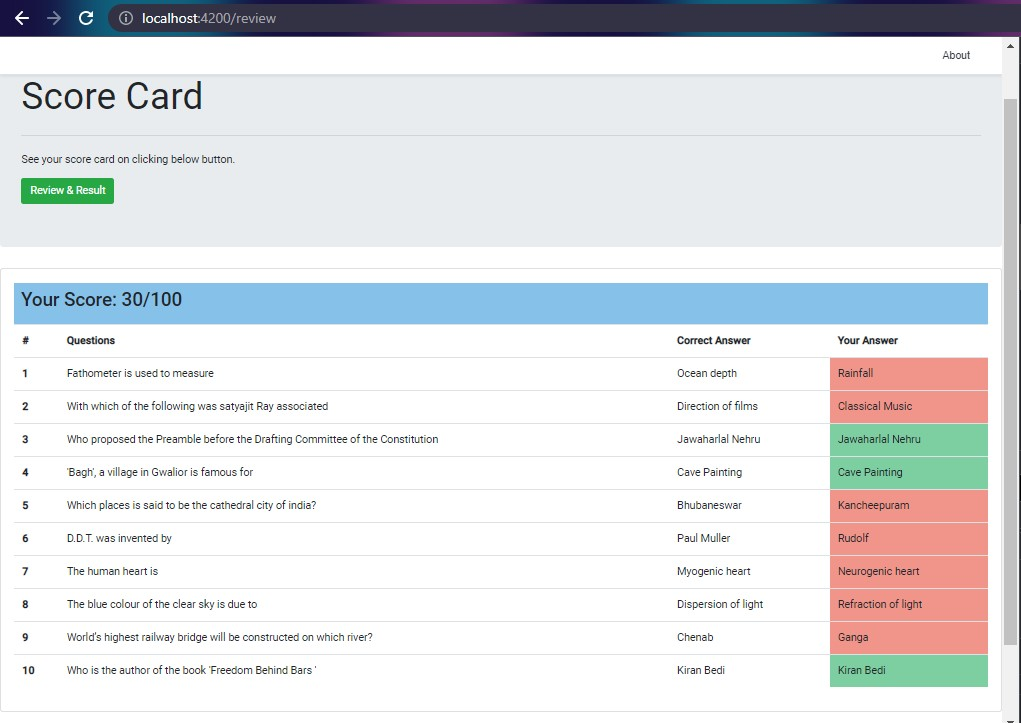 localhost:4200/review
About
Score Card
See your score card on clicking below button.
Review & Result
Your Score: 30/100
# Questions Correct Answer Your Answer
1 Fathometer is used to measure Ocean depth Rainfall
2 With which of the following was satyajit Ray associated Direction of films Classical Music
3 Who proposed the Preamble before the Drafting Committee of the Constitution Jawaharlal Nehru Jawaharlal Nehru
4 'Bagh', a village in Gwalior is famous for Cave Painting Cave Painting
5 Which places is said to be the cathedral city of india? Bhubaneswar Kancheepuram
6 D.D.T. was invented by Paul Muller Rudolf
7 The human heart is Myogenic heart Neurogenic heart
8 The blue colour of the clear sky is due to Dispersion of light Refraction of light
9 World's highest railway bridge will be constructed on which river? Chenab Ganga
10 Who is the author of the book 'Freedom Behind Bars ' Kiran Bedi Kiran Bedi